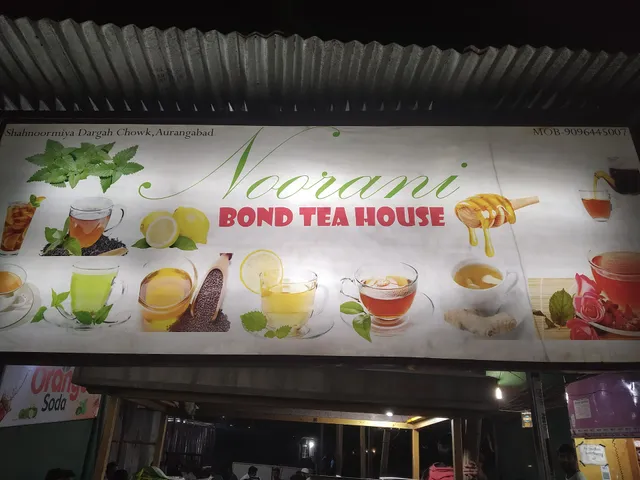 Shahnoormiya Dargah Chowk, Aurangabad
MOB-9096445007
Noorani
BOND TEA HOUSE
Orange
Soda